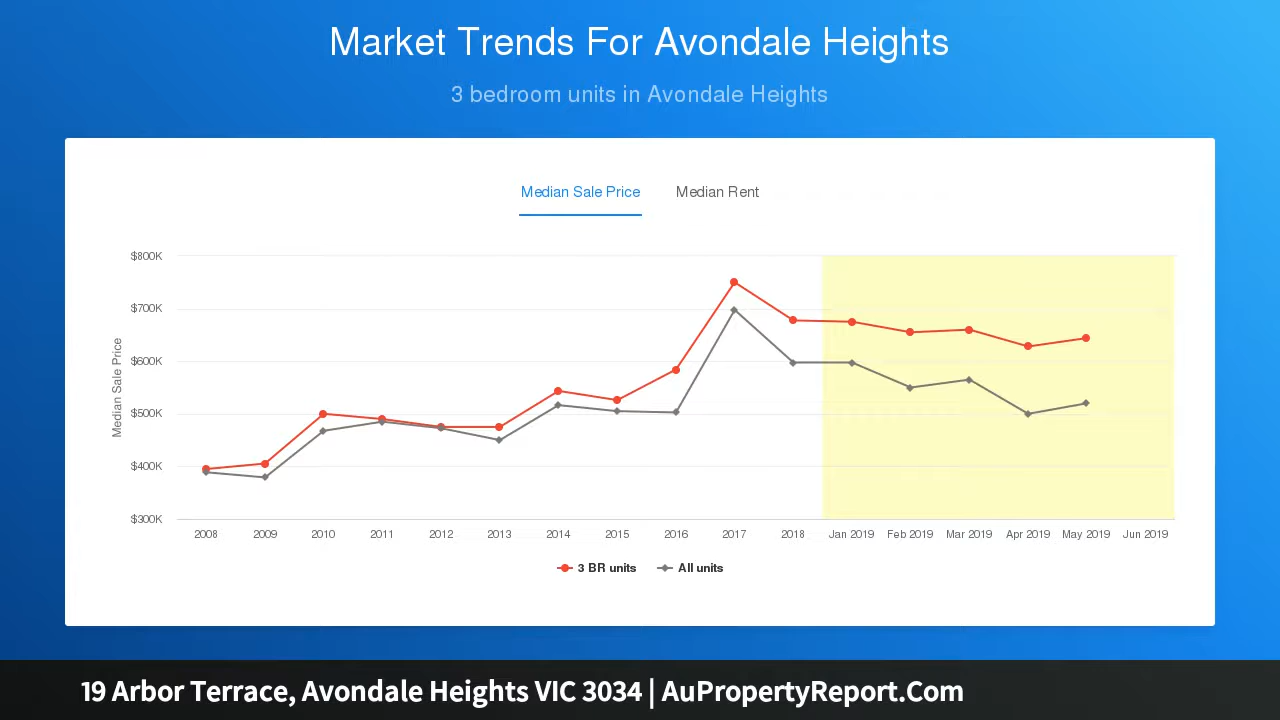 Market Trends For Avondale Heights
3 bedroom units in Avondale Heights
Median Sale Price Median Rent
$800K
$700K
$600K
$500K
$400K
$300K
Median Sale Price
2008 2009 2010 2011 2012 2013 2014 2015 2016 2017 2018 Jan 2019 Feb 2019 Mar 2019 Apr 2019 May 2019 Jun 2019
3 BR units All units
19 Arbor Terrace, Avondale Heights VIC 3034 | AuPropertyReport.Com